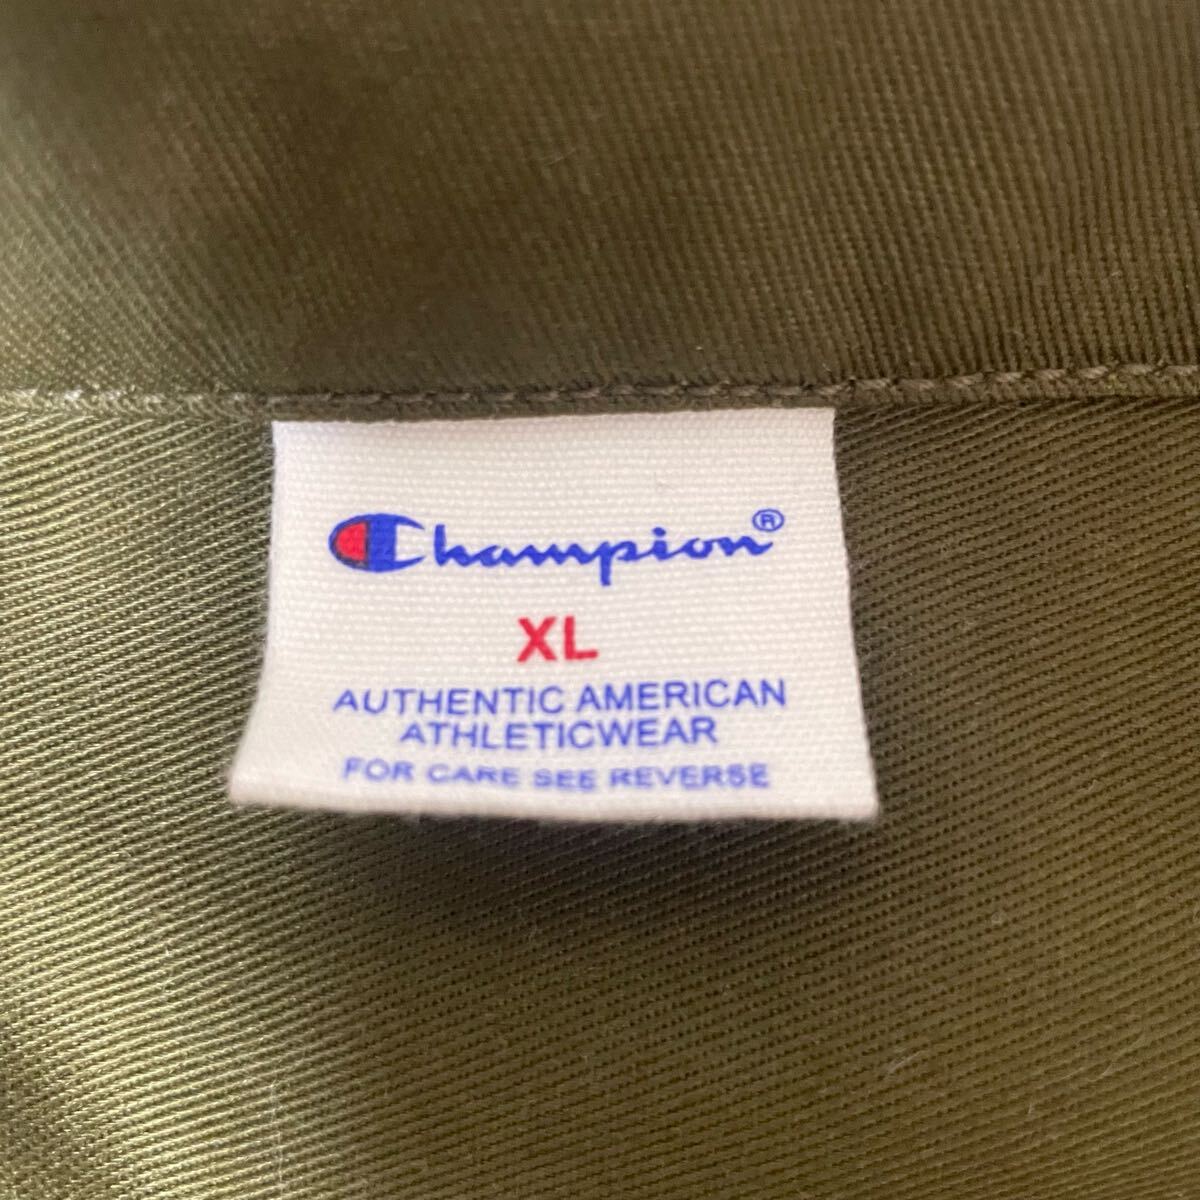 Champion®
XL
AUTHENTIC AMERICAN
ATHLETICWEAR
FOR CARE SEE REVERSE